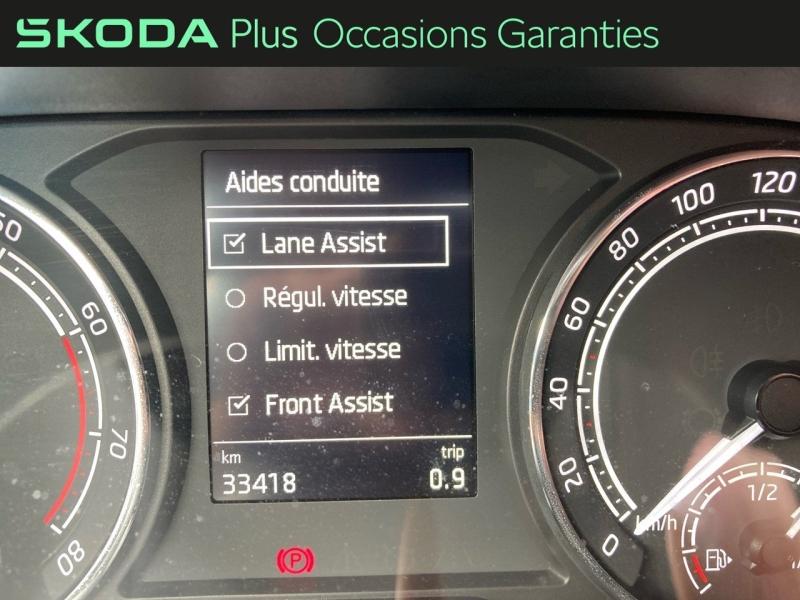 SKODA Plus Occasions Garanties
Aides conduite
Lane Assist
Régul. vitesse
Limit. vitesse
Front Assist
km trip
33418 0.9
60
70
80
0
20
40
60
80
100
120
km/h
1/2
P